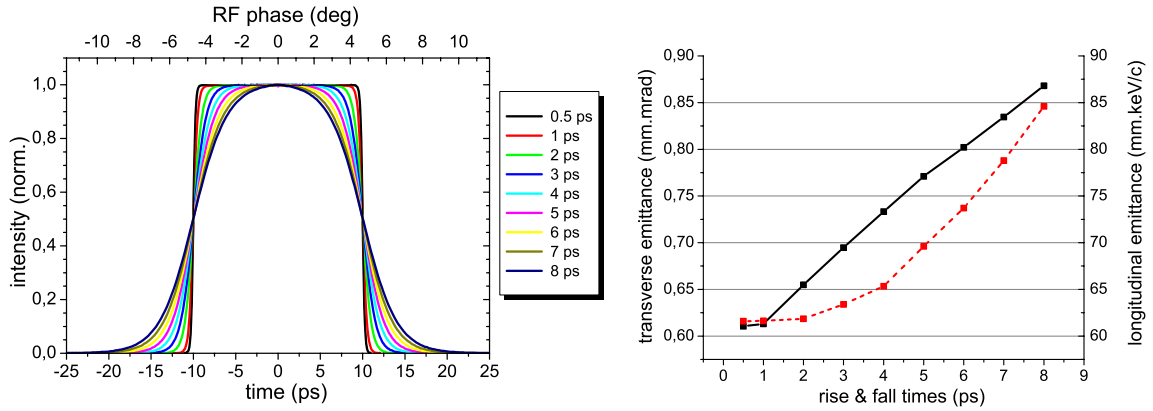 RF phase (deg)
-10 -8 -6 -4 -2 0 2 4 6 8 10
intensity (norm.)
1,0
0,8
0,6
0,4
0,2
0,0
-25 -20 -15 -10 -5 0 5 10 15 20 25
time (ps)
0.5 ps
1 ps
2 ps
3 ps
4 ps
5 ps
6 ps
7 ps
8 ps
transverse emittance (mm.mrad)
0,90
0,85
0,80
0,75
0,70
0,65
0,60
0 1 2 3 4 5 6 7 8 9
rise & fall times (ps)
90
85
80
75
70
65
60
longitudinal emittance (mm.keV/c)